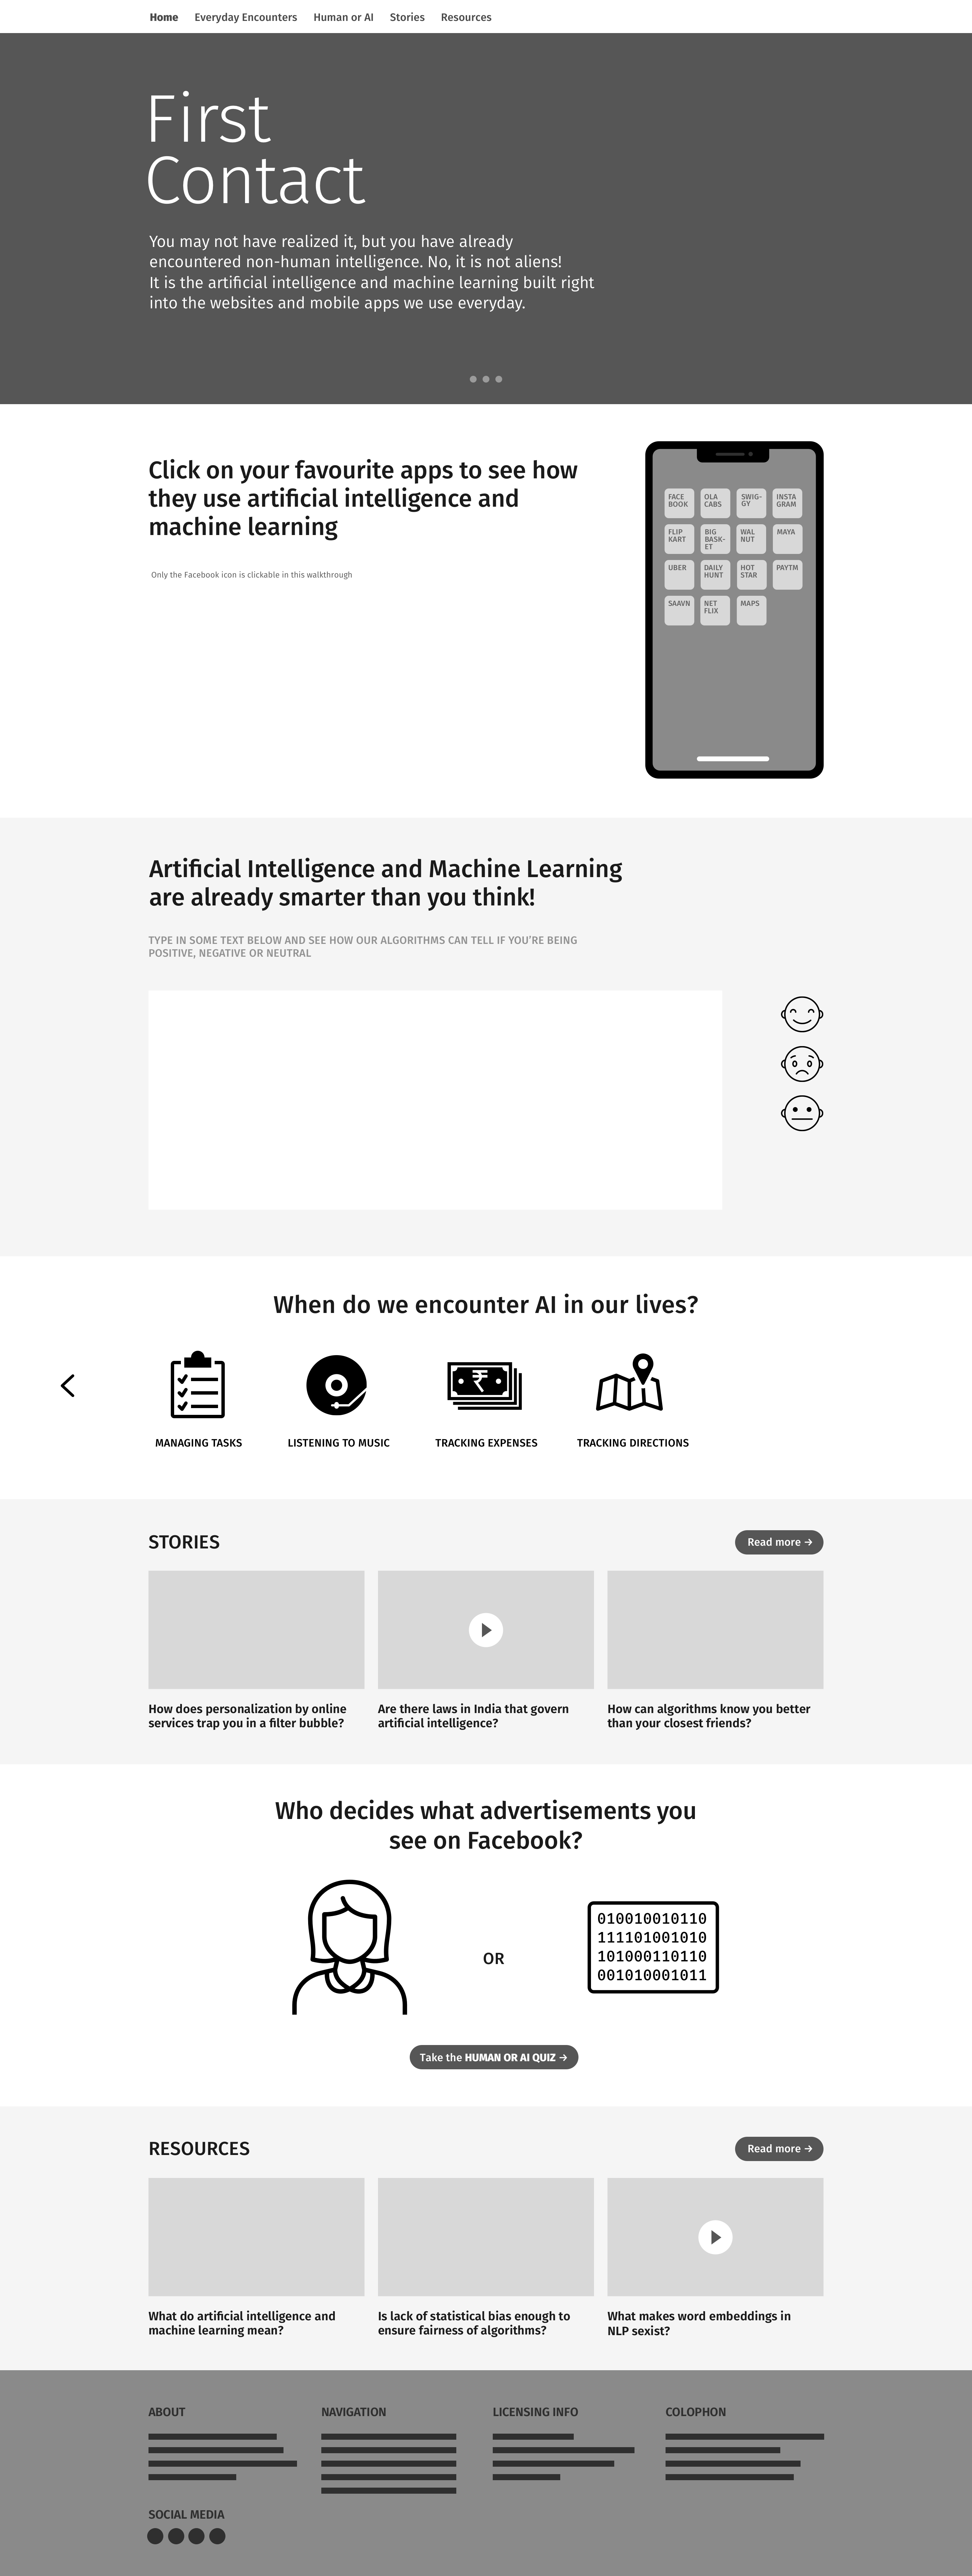 Home Everyday Encounters Human or AI Stories Resources
First
Contact
You may not have realized it, but you have already
encountered non-human intelligence. No, it is not aliens!
It is the artificial intelligence and machine learning built right
into the websites and mobile apps we use everyday.
Click on your favourite apps to see how
they use artificial intelligence and
machine learning
Only the Facebook icon is clickable in this walkthrough
FACE
BOOK
OLA
CABS
SWIG-
GY
INSTA
GRAM
FLIP
KART
BIG
BASK-
ET
WAL
NUT
MAYA
UBER
DAILY
HUNT
HOT
STAR
PAYTM
SAAVN
NET
FLIX
MAPS
Artificial Intelligence and Machine Learning
are already smarter than you think!
TYPE IN SOME TEXT BELOW AND SEE HOW OUR ALGORITHMS CAN TELL IF YOU'RE BEING
POSITIVE, NEGATIVE OR NEUTRAL
When do we encounter AI in our lives?
₹
MANAGING TASKS
LISTENING TO MUSIC
TRACKING EXPENSES
TRACKING DIRECTIONS
STORIES
Read more →
How does personalization by online
services trap you in a filter bubble?
Are there laws in India that govern
artificial intelligence?
How can algorithms know you better
than your closest friends?
Who decides what advertisements you
see on Facebook?
OR
010010010110
111101001010
101000110110
001010001011
Take the HUMAN OR AI QUIZ →
RESOURCES
Read more →
What do artificial intelligence and
machine learning mean?
Is lack of statistical bias enough to
ensure fairness of algorithms?
What makes word embeddings in
NLP sexist?
ABOUT
NAVIGATION
LICENSING INFO
COLOPHON
SOCIAL MEDIA